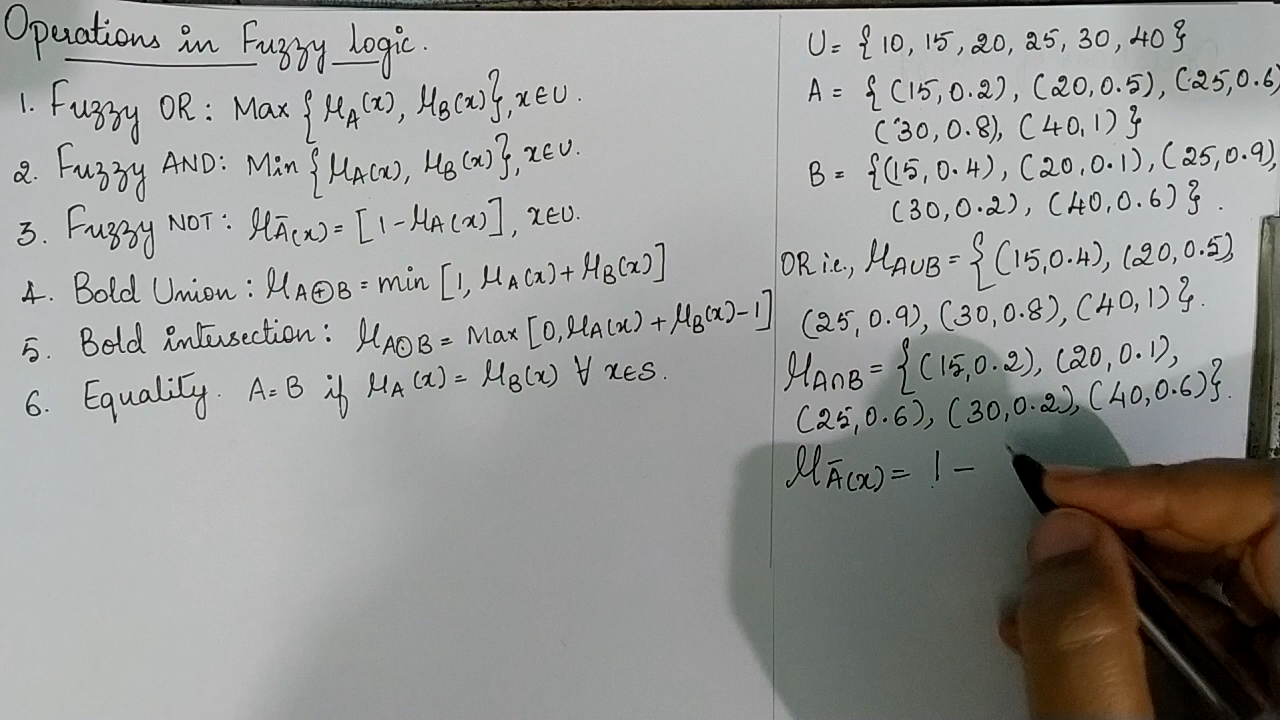 Operations in Fuzzy logic.
1. Fuzzy OR: Max {μA(x), μB(x)}, x∈U.
2. Fuzzy AND: Min {μA(x), μB(x)}, x∈U.
3. Fuzzy NOT: μĀ(x) = [1-μA(x)], x∈U.
4. Bold Union: μA⊕B = min [1, μA(x) + μB(x)]
5. Bold intersection: μA⊙B = Max [0, μA(x) + μB(x) - 1]
6. Equality. A=B if μA(x) = μB(x) ∀ x∈S.
U = {10, 15, 20, 25, 30, 40}
A = {(15, 0.2), (20, 0.5), (25, 0.6)
(30, 0.8), (40, 1)}
B = {(15, 0.4), (20, 0.1), (25, 0.9),
(30, 0.2), (40, 0.6)}.
OR i.e., μA∪B = {(15, 0.4), (20, 0.5),
(25, 0.9), (30, 0.8), (40, 1)}.
μA∩B = {(15, 0.2), (20, 0.1),
(25, 0.6), (30, 0.2), (40, 0.6)}.
μĀ(x) = 1 -